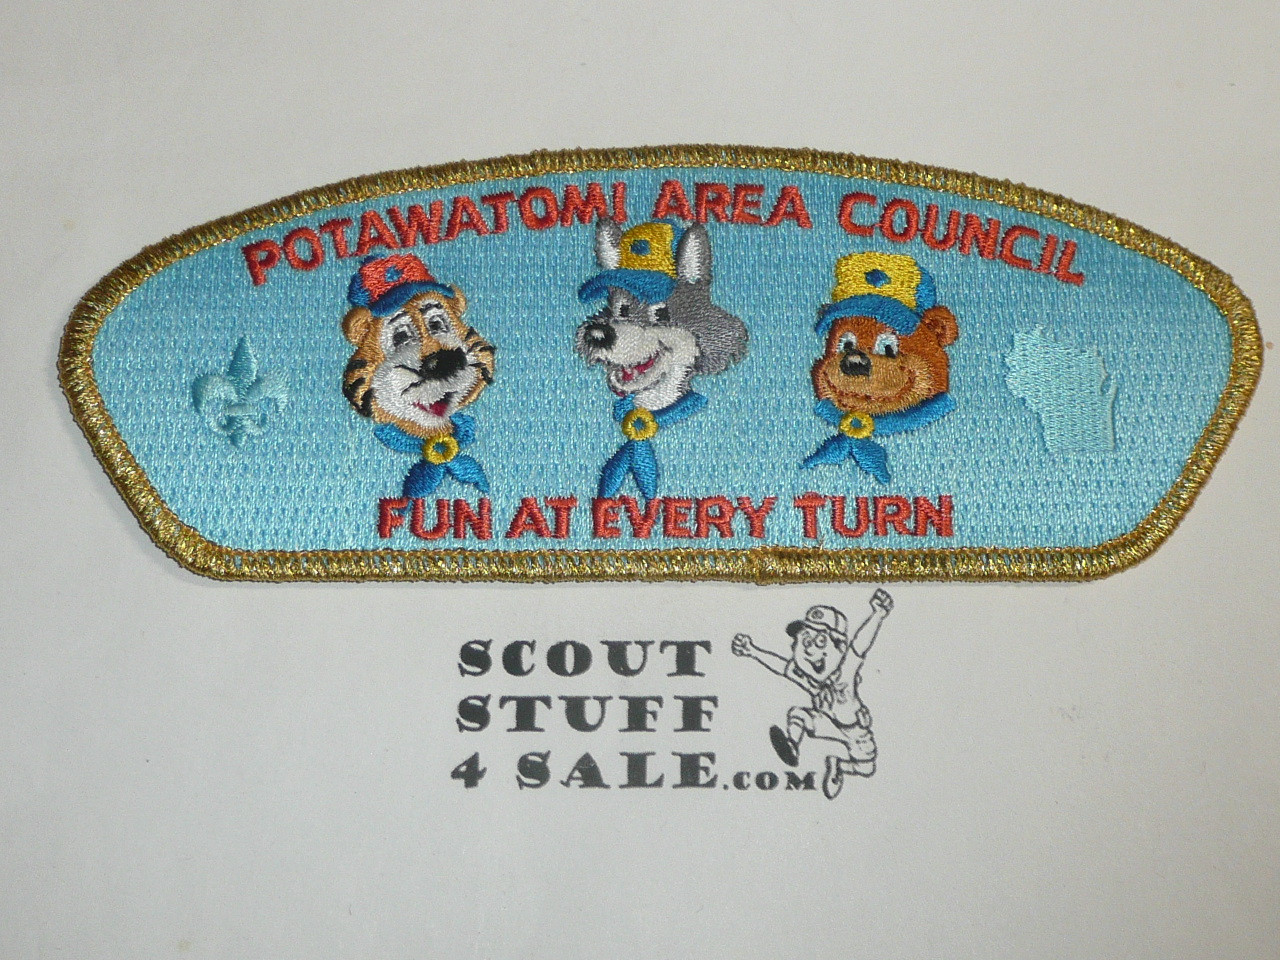 POTAWATOMI AREA COUNCIL
FUN AT EVERY TURN
SCOUT
STUFF
4 SALE.COM